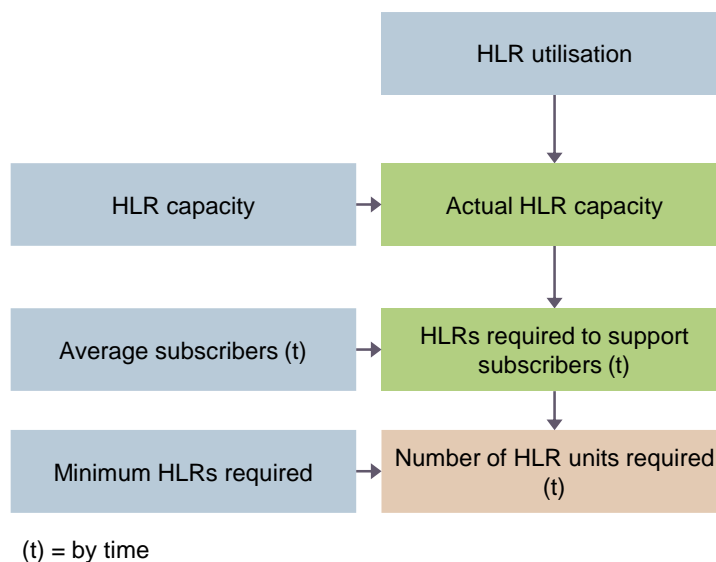 HLR utilisation
HLR capacity
Actual HLR capacity
Average subscribers (t)
HLRs required to support
subscribers (t)
Minimum HLRs required
Number of HLR units required
(t)
(t) = by time